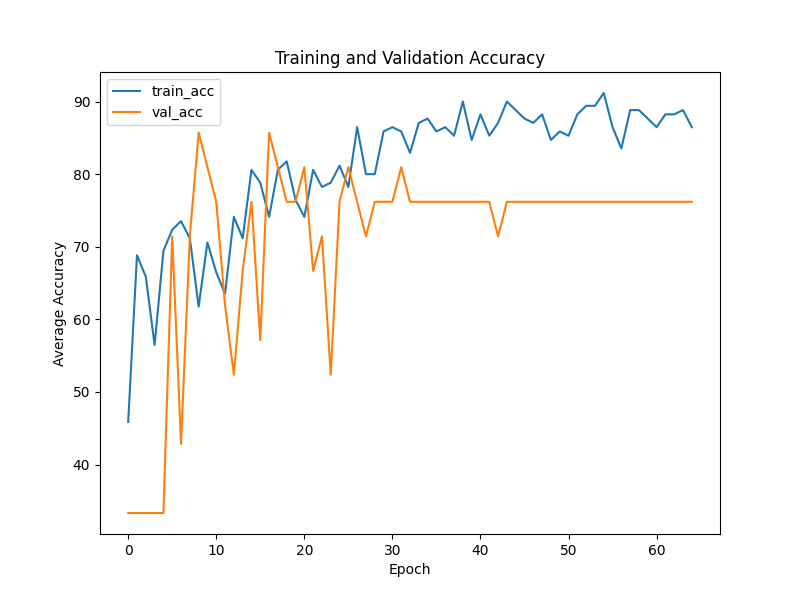 Training and Validation Accuracy
train_acc
val_acc
90
80
70
60
50
40
Average Accuracy
0 10 20 30 40 50 60
Epoch